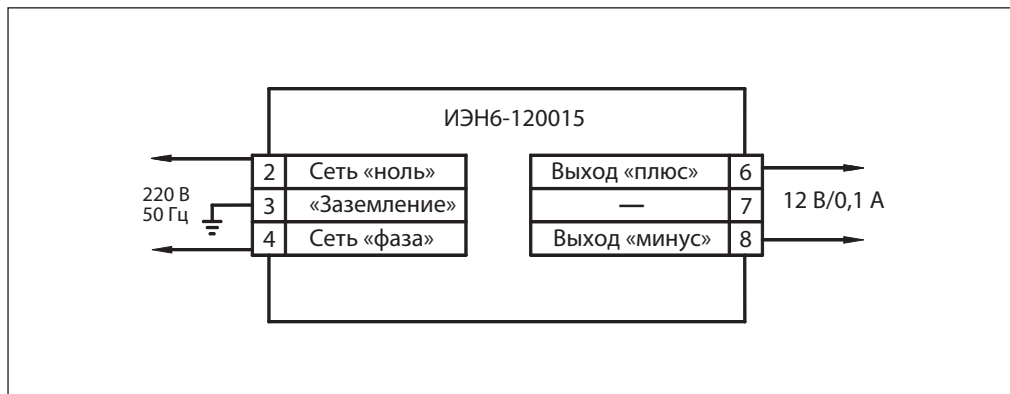 ИЭН6-120015
2 Сеть «ноль»
3 «Заземление»
4 Сеть «фаза»
220 В
50 Гц
Выход «плюс» 6
— 7
Выход «минус» 8
12 В/0,1 А